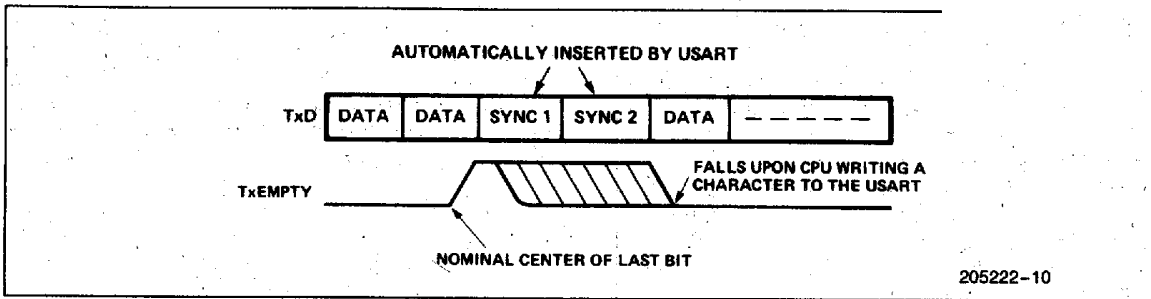 AUTOMATICALLY INSERTED BY USART
TxD DATA DATA SYNC 1 SYNC 2 DATA
FALLS UPON CPU WRITING A
CHARACTER TO THE USART
TxEMPTY
NOMINAL CENTER OF LAST BIT
205222-10